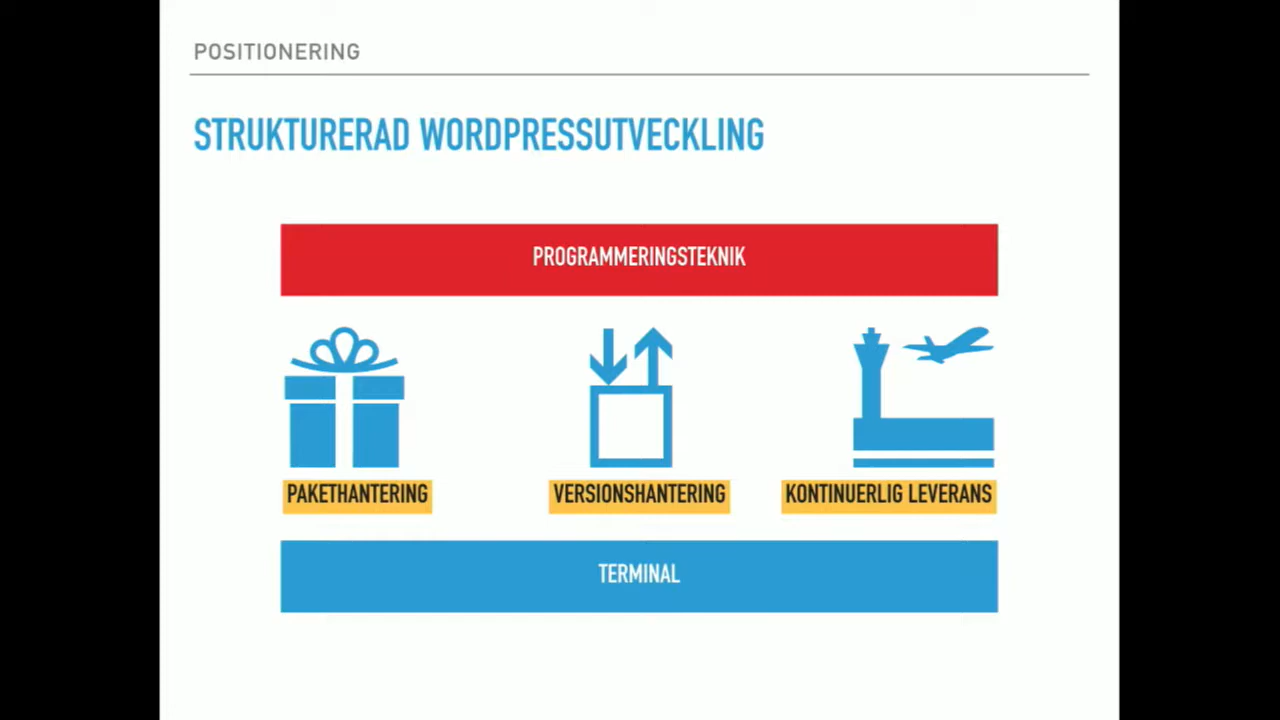 POSITIONERING
STRUKTURERAD WORDPRESSUTVECKLING
PROGRAMMERINGSTEKNIK
PAKETHANTERING
VERSIONSHANTERING
KONTINUERLIG LEVERANS
TERMINAL